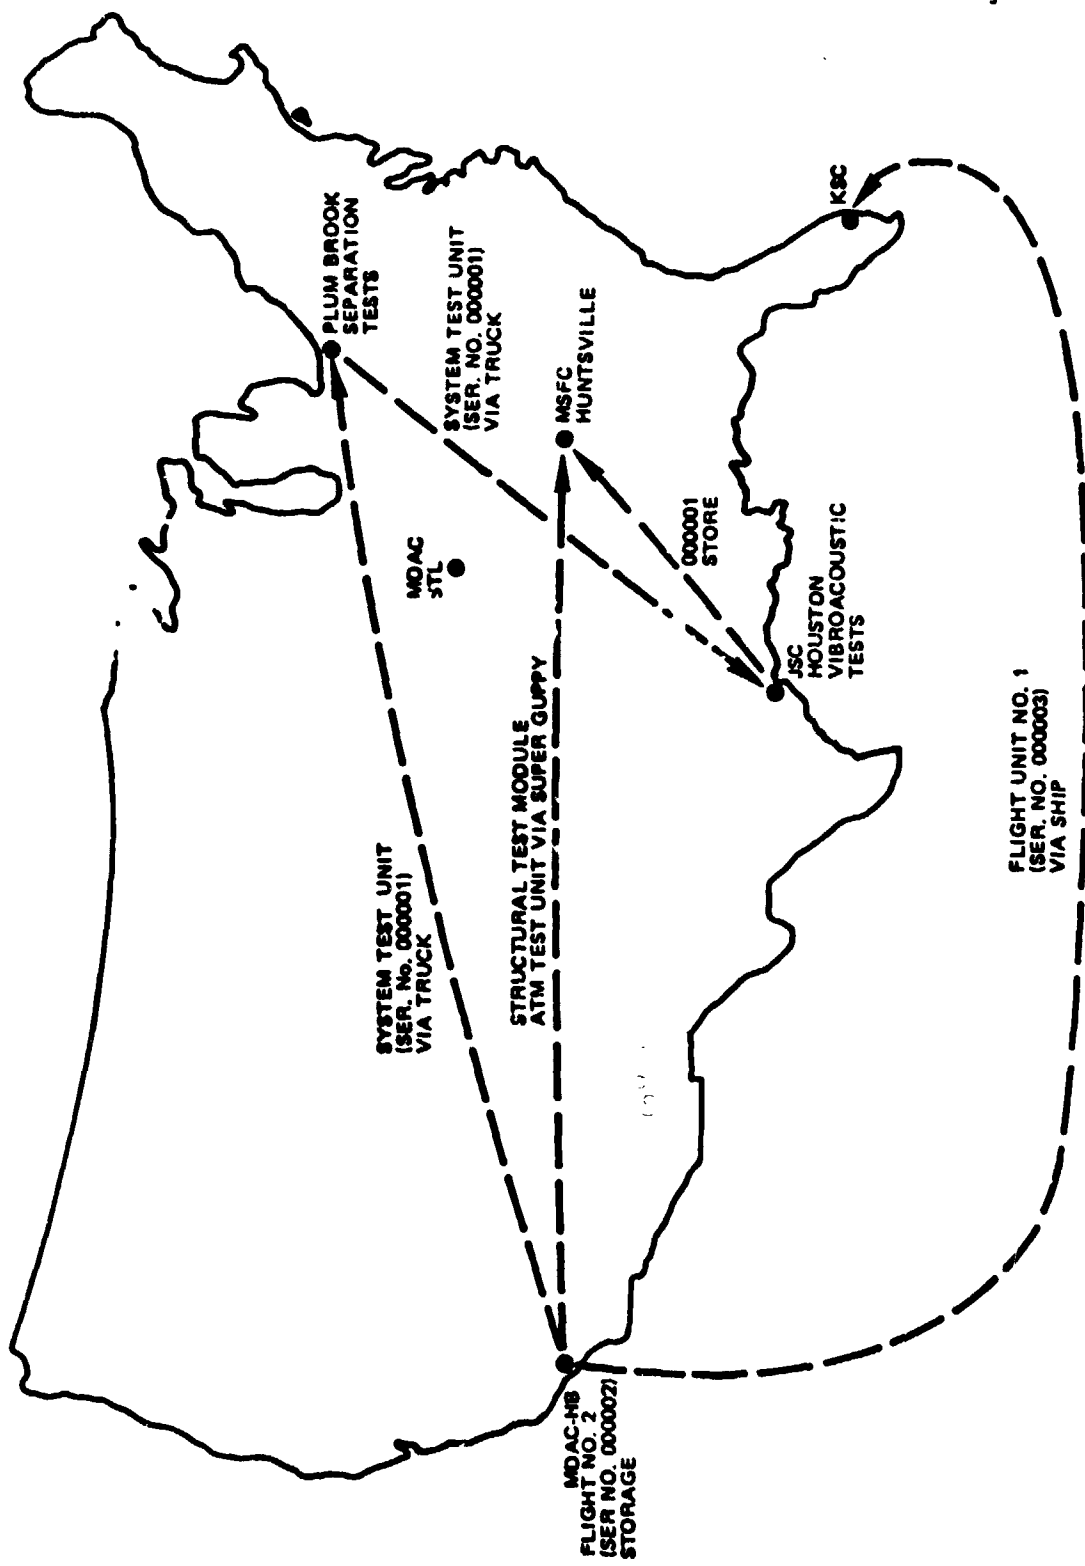 PLUM BROOK
SEPARATION
TESTS
SYSTEM TEST UNIT
(SER. NO. 000001)
VIA TRUCK
MSFC
HUNTSVILLE
KSC
MDAC
STL
000001
STORE
JSC
HOUSTON
VIBROACOUSTIC
TESTS
SYSTEM TEST UNIT
(SER. No. 000001)
VIA TRUCK
STRUCTURAL TEST MODULE
ATM TEST UNIT VIA SUPER GUPPY
FLIGHT UNIT NO. 1
(SER. NO. 000003)
VIA SHIP
MDAC-HB
FLIGHT NO. 2
(SER NO. 000002)
STORAGE